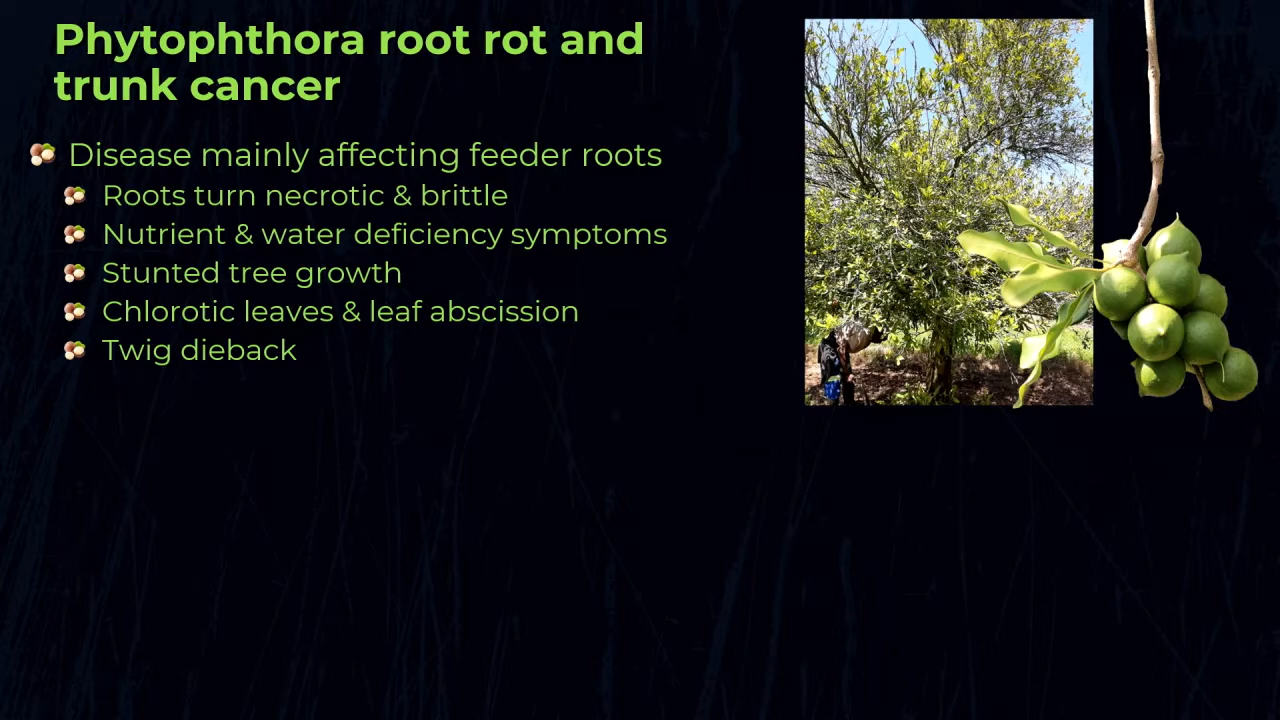 Phytophthora root rot and
trunk cancer
Disease mainly affecting feeder roots
Roots turn necrotic & brittle
Nutrient & water deficiency symptoms
Stunted tree growth
Chlorotic leaves & leaf abscission
Twig dieback